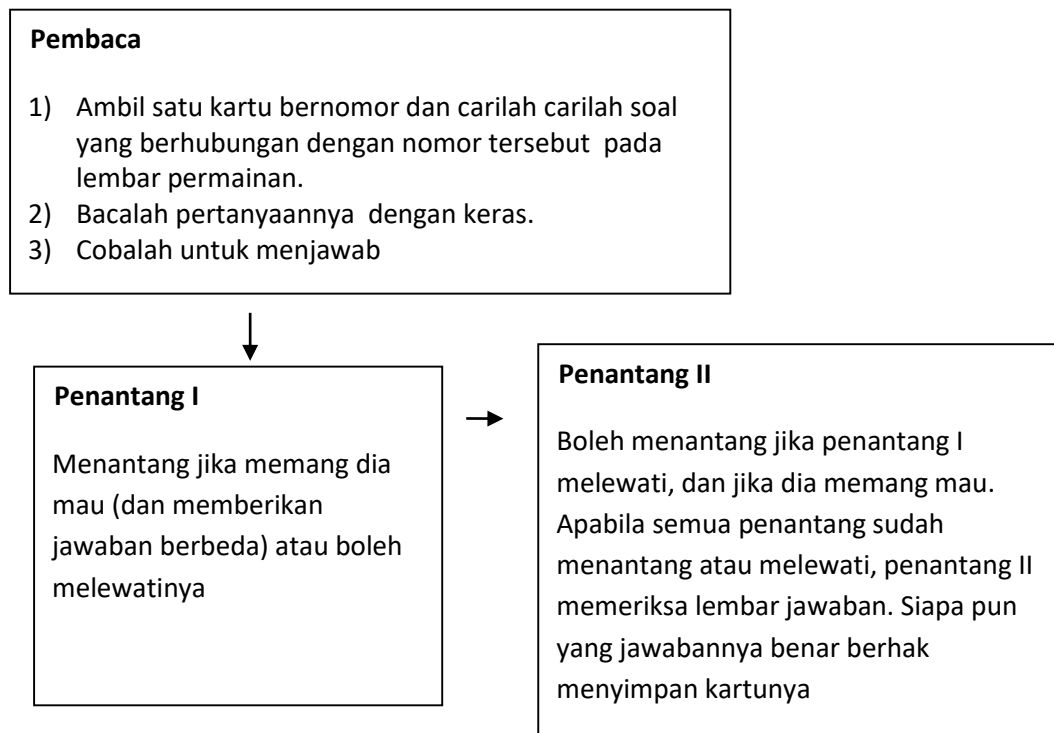 Pembaca
1) Ambil satu kartu bernomor dan carilah carilah soal
yang berhubungan dengan nomor tersebut pada
lembar permainan.
2) Bacalah pertanyaannya dengan keras.
3) Cobalah untuk menjawab
Penantang I
Menantang jika memang dia
mau (dan memberikan
jawaban berbeda) atau boleh
melewatinya
Penantang II
Boleh menantang jika penantang I
melewati, dan jika dia memang mau.
Apabila semua penantang sudah
menantang atau melewati, penantang II
memeriksa lembar jawaban. Siapa pun
yang jawabannya benar berhak
menyimpan kartunya